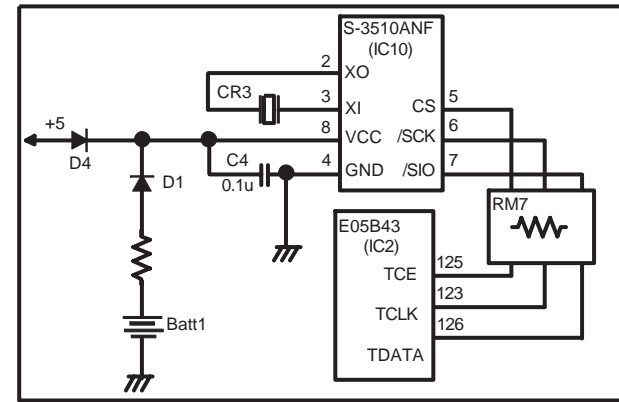 S-3510ANF
(IC10)
2
XO
CR3
3
XI
CS
5
+5
8
VCC
/SCK
6
D4
C4
0.1u
4
GND
/SIO
7
D1
RM7
E05B43
(IC2)
TCE
125
TCLK
123
Batt1
126
TDATA